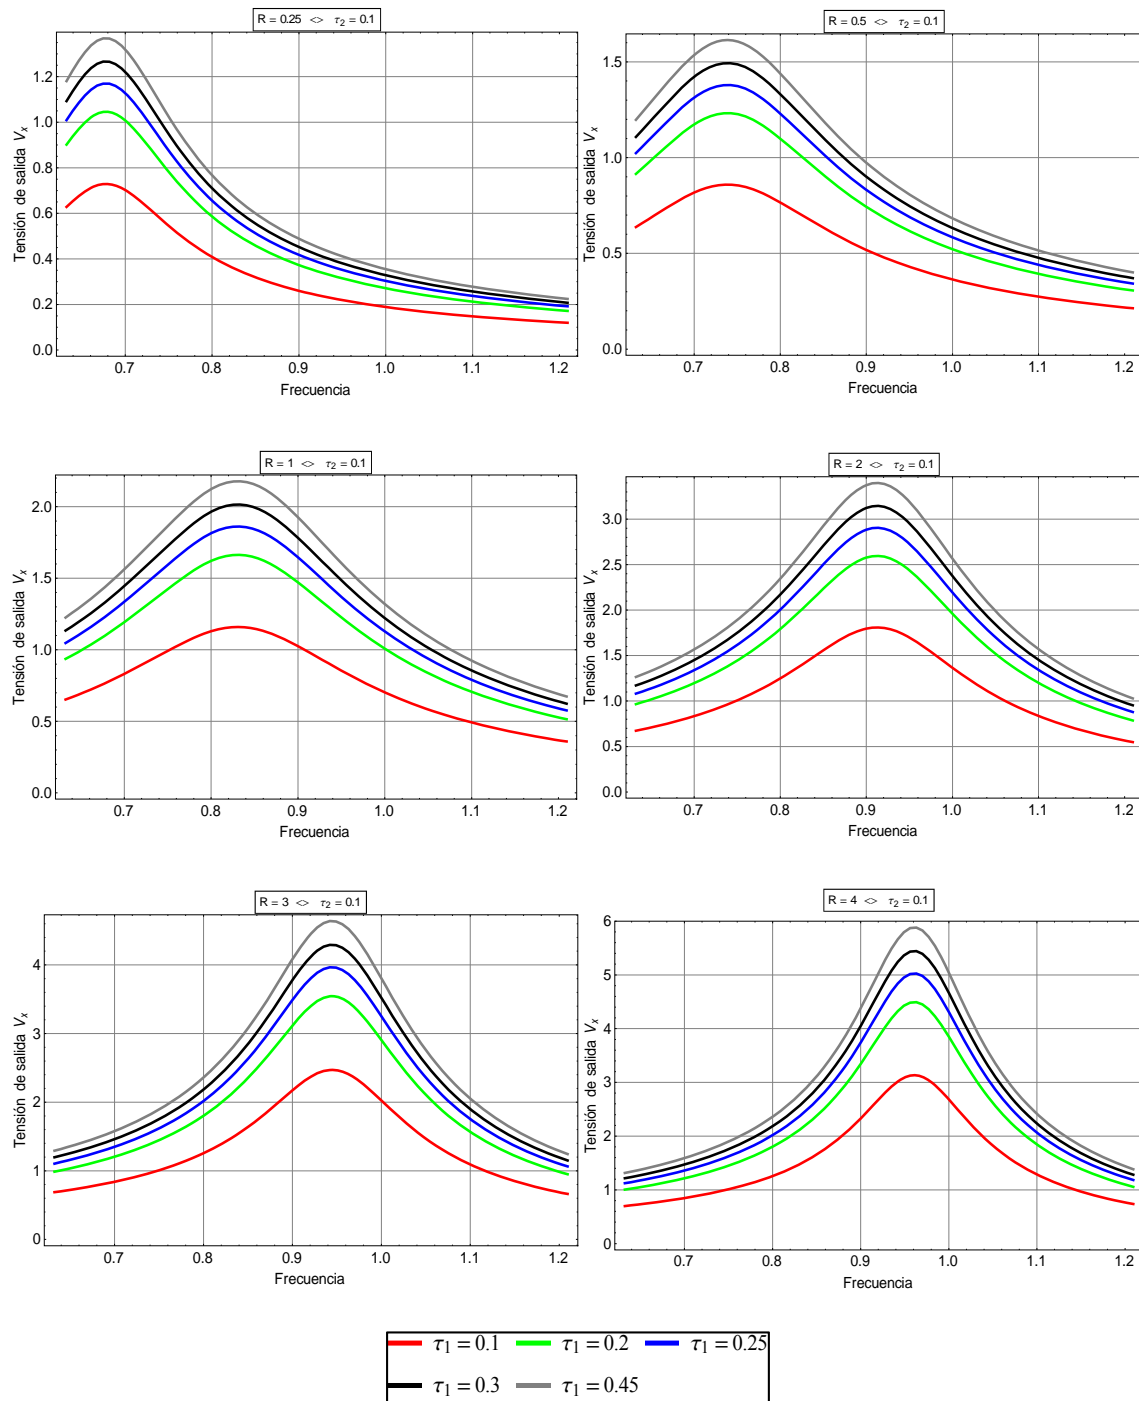 R = 0.25 <> τ2 = 0.1
Tensión de salida Vx
1.2
1.0
0.8
0.6
0.4
0.2
0.0
0.7 0.8 0.9 1.0 1.1 1.2
Frecuencia
R = 0.5 <> τ2 = 0.1
Tensión de salida Vx
1.5
1.0
0.5
0.0
0.7 0.8 0.9 1.0 1.1 1.2
Frecuencia
R = 1 <> τ2 = 0.1
Tensión de salida Vx
2.0
1.5
1.0
0.5
0.0
0.7 0.8 0.9 1.0 1.1 1.2
Frecuencia
R = 2 <> τ2 = 0.1
Tensión de salida Vx
3.0
2.5
2.0
1.5
1.0
0.5
0.0
0.7 0.8 0.9 1.0 1.1 1.2
Frecuencia
R = 3 <> τ2 = 0.1
Tensión de salida Vx
4
3
2
1
0
0.7 0.8 0.9 1.0 1.1 1.2
Frecuencia
R = 4 <> τ2 = 0.1
Tensión de salida Vx
6
5
4
3
2
1
0
0.7 0.8 0.9 1.0 1.1 1.2
Frecuencia
τ1 = 0.1 τ1 = 0.2 τ1 = 0.25
τ1 = 0.3 τ1 = 0.45